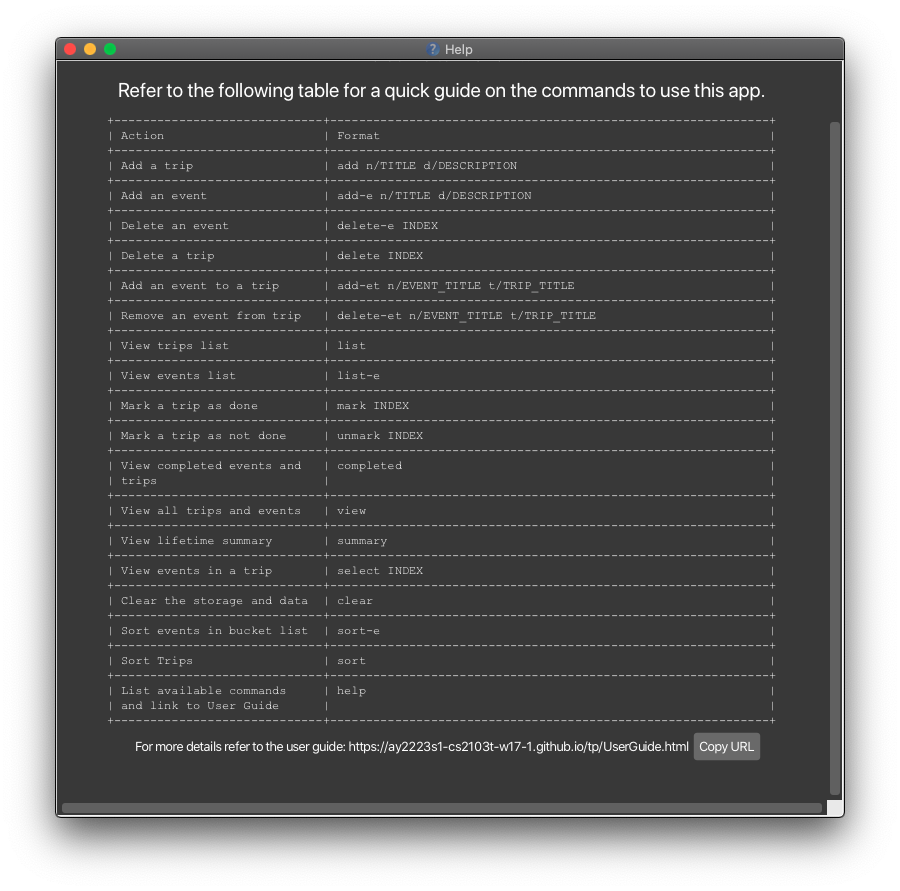 Help
Refer to the following table for a quick guide on the commands to use this app.
| Action | Format |
| Add a trip | add n/TITLE d/DESCRIPTION |
| Add an event | add-e n/TITLE d/DESCRIPTION |
| Delete an event | delete-e INDEX |
| Delete a trip | delete INDEX |
| Add an event to a trip | add-et n/EVENT_TITLE t/TRIP_TITLE |
| Remove an event from trip | delete-et n/EVENT_TITLE t/TRIP_TITLE |
| View trips list | list |
| View events list | list-e |
| Mark a trip as done | mark INDEX |
| Mark a trip as not done | unmark INDEX |
| View completed events and | completed |
| trips | |
| View all trips and events | view |
| View lifetime summary | summary |
| View events in a trip | select INDEX |
| Clear the storage and data | clear |
| Sort events in bucket list | sort-e |
| Sort Trips | sort |
| List available commands | help |
| and link to User Guide | |
For more details refer to the user guide: https://ay2223s1-cs2103t-w17-1.github.io/tp/UserGuide.html Copy URL